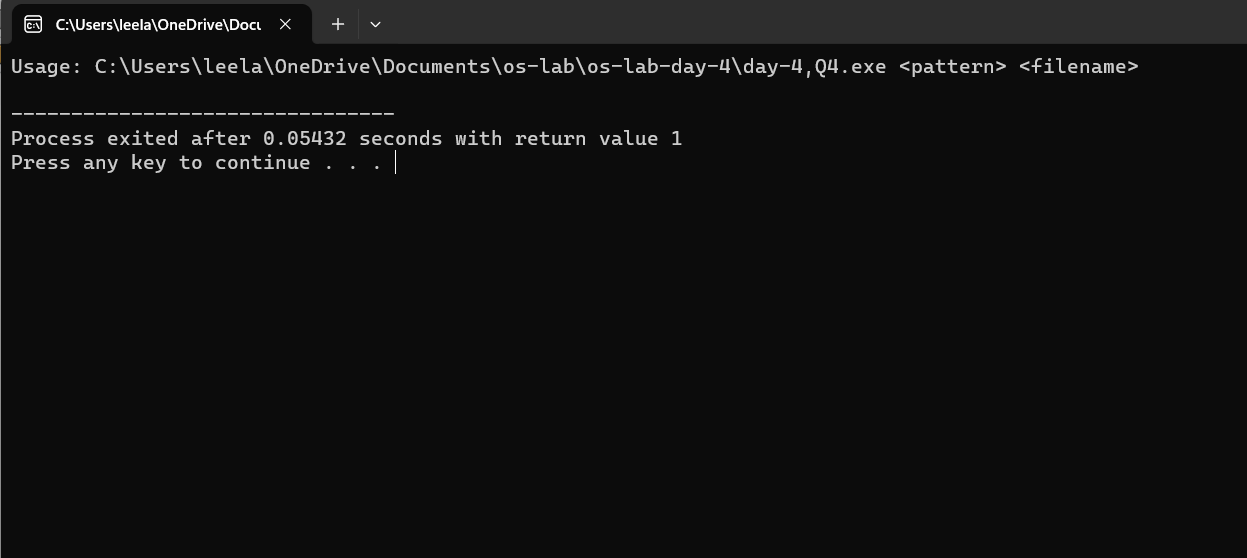 C:\Users\leela\OneDrive\Docu
Usage: C:\Users\leela\OneDrive\Documents\os-lab\os-lab-day-4\day-4,Q4.exe <pattern> <filename>
--------------------------------
Process exited after 0.05432 seconds with return value 1
Press any key to continue . . .